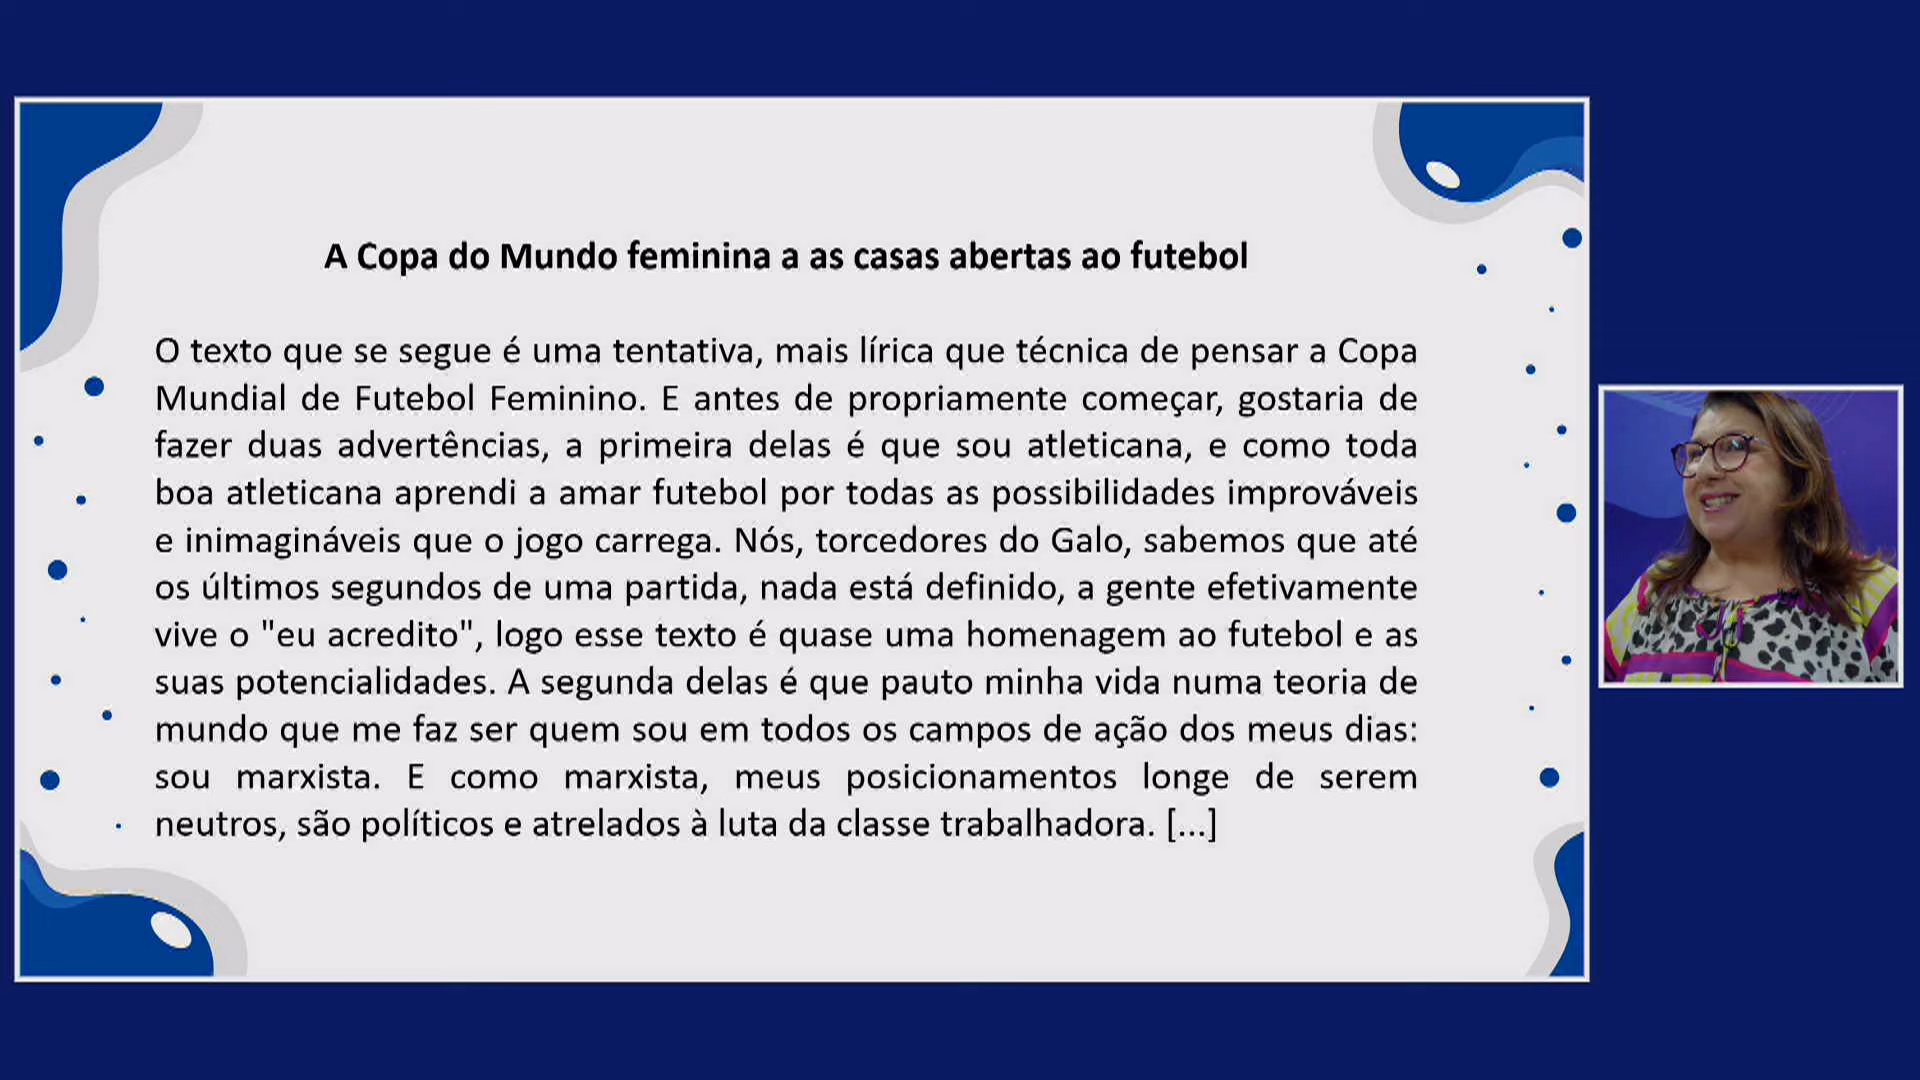 A Copa do Mundo feminina a as casas abertas ao futebol
O texto que se segue é uma tentativa, mais lírica que técnica de pensar a Copa
Mundial de Futebol Feminino. E antes de propriamente começar, gostaria de
fazer duas advertências, a primeira delas é que sou atleticana, e como toda
boa atleticana aprendi a amar futebol por todas as possibilidades improváveis
e inimagináveis que o jogo carrega. Nós, torcedores do Galo, sabemos que até
os últimos segundos de uma partida, nada está definido, a gente efetivamente
vive o "eu acredito", logo esse texto é quase uma homenagem ao futebol e as
suas potencialidades. A segunda delas é que pauto minha vida numa teoria de
mundo que me faz ser quem sou em todos os campos de ação dos meus dias:
sou marxista. E como marxista, meus posicionamentos longe de serem
neutros, são políticos e atrelados à luta da classe trabalhadora. [...]